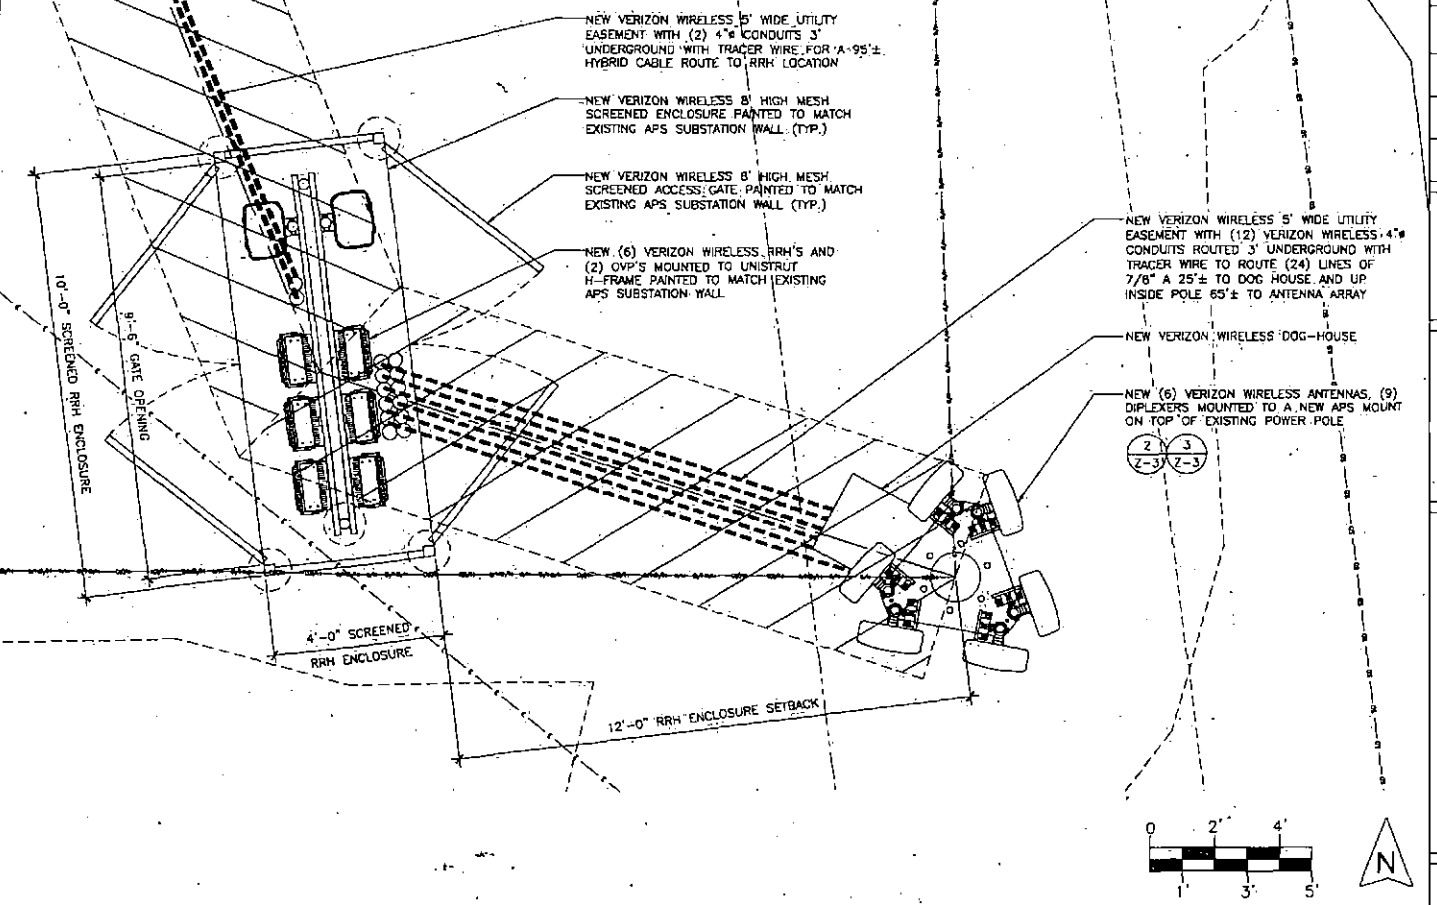 NEW VERIZON WIRELESS 5' WIDE UTILITY
EASEMENT WITH (2) 4"ø CONDUITS 3'
UNDERGROUND WITH TRACER WIRE FOR A 95'±
HYBRID CABLE ROUTE TO RRH LOCATION
NEW VERIZON WIRELESS 8' HIGH MESH
SCREENED ENCLOSURE PAINTED TO MATCH
EXISTING APS SUBSTATION WALL (TYP.)
NEW VERIZON WIRELESS 8' HIGH MESH
SCREENED ACCESS GATE PAINTED TO MATCH
EXISTING APS SUBSTATION WALL (TYP.)
NEW (6) VERIZON WIRELESS RRH'S AND
(2) OVP'S MOUNTED TO UNISTRUT
H-FRAME PAINTED TO MATCH EXISTING
APS SUBSTATION WALL
NEW VERIZON WIRELESS 5' WIDE UTILITY
EASEMENT WITH (12) VERIZON WIRELESS 4"ø
CONDUITS ROUTED 3' UNDERGROUND WITH
TRACER WIRE TO ROUTE (24) LINES OF
7/8" A 25'± TO DOG HOUSE AND UP
INSIDE POLE 65'± TO ANTENNA ARRAY
NEW VERIZON WIRELESS DOG-HOUSE
NEW (6) VERIZON WIRELESS ANTENNAS, (9)
DIPLEXERS MOUNTED TO A NEW APS MOUNT
ON TOP OF EXISTING POWER POLE
2 3
Z-3 Z-3
10'-0" SCREENED RRH ENCLOSURE
9'-6" GATE OPENING
4'-0" SCREENED
RRH ENCLOSURE
12'-0" RRH ENCLOSURE SETBACK
0 2' 4'
1' 3' 5'
N